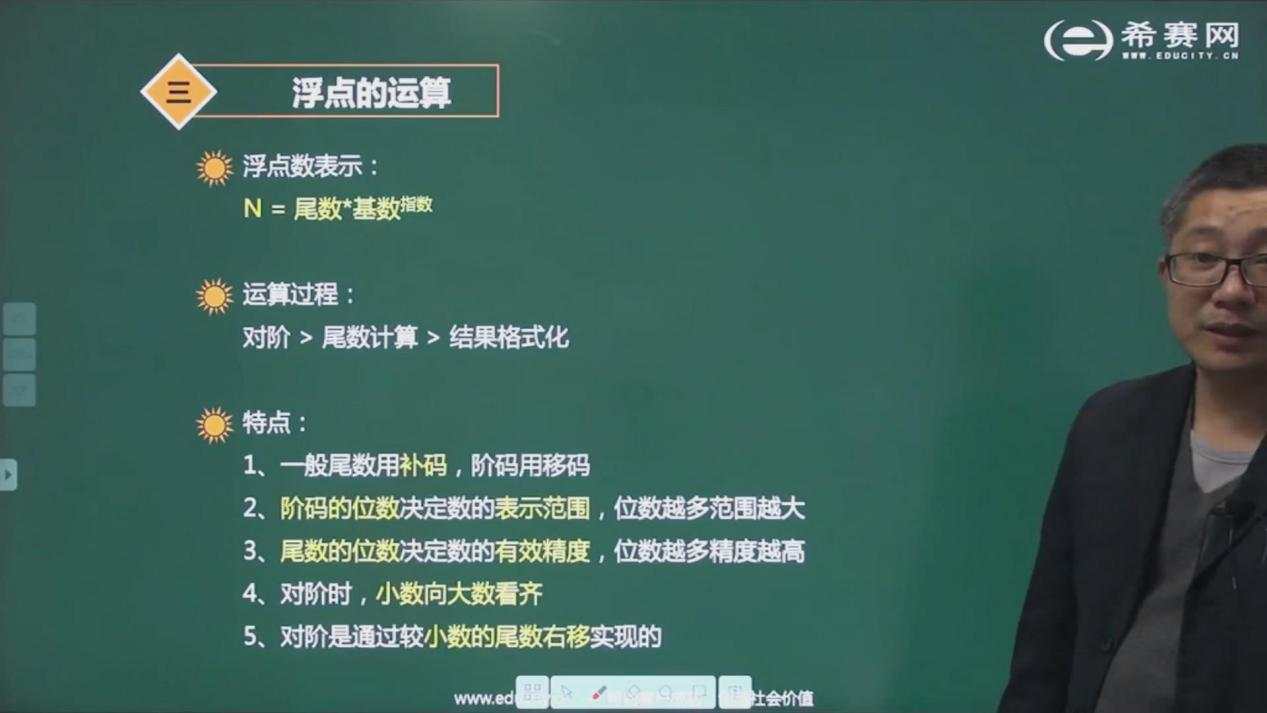 希赛网
WWW.EDUCITY.CN
三
浮点的运算
浮点数表示：
N = 尾数*基数指数
运算过程：
对阶 > 尾数计算 > 结果格式化
特点：
1、一般尾数用补码，阶码用移码
2、阶码的位数决定数的表示范围，位数越多范围越大
3、尾数的位数决定数的有效精度，位数越多精度越高
4、对阶时，小数向大数看齐
5、对阶是通过较小数的尾数右移实现的
www.edu
社会价值